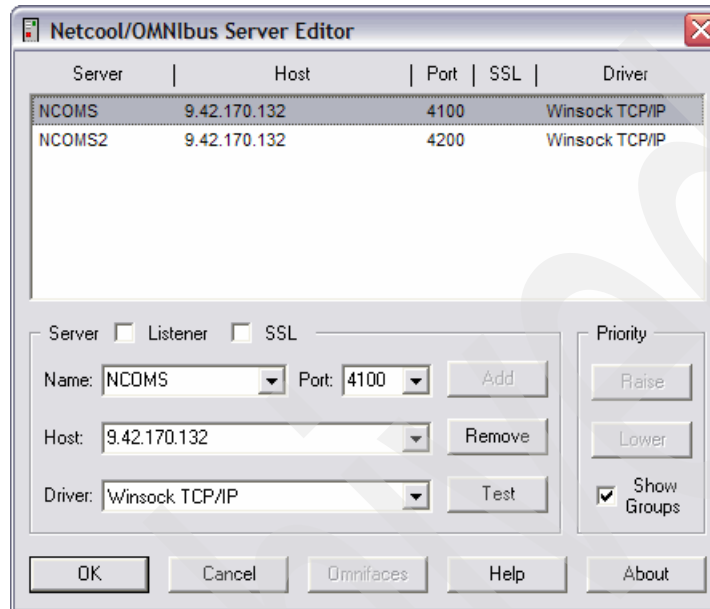 Netcool/OMNIbus Server Editor
Server | Host | Port | SSL | Driver
NCOMS 9.42.170.132 4100 Winsock TCP/IP
NCOMS2 9.42.170.132 4200 Winsock TCP/IP
Server Listener SSL Priority
Name: NCOMS Port: 4100 Add Raise
Host: 9.42.170.132 Remove Lower
Driver: Winsock TCP/IP Test Show Groups
OK Cancel Omnifaces Help About